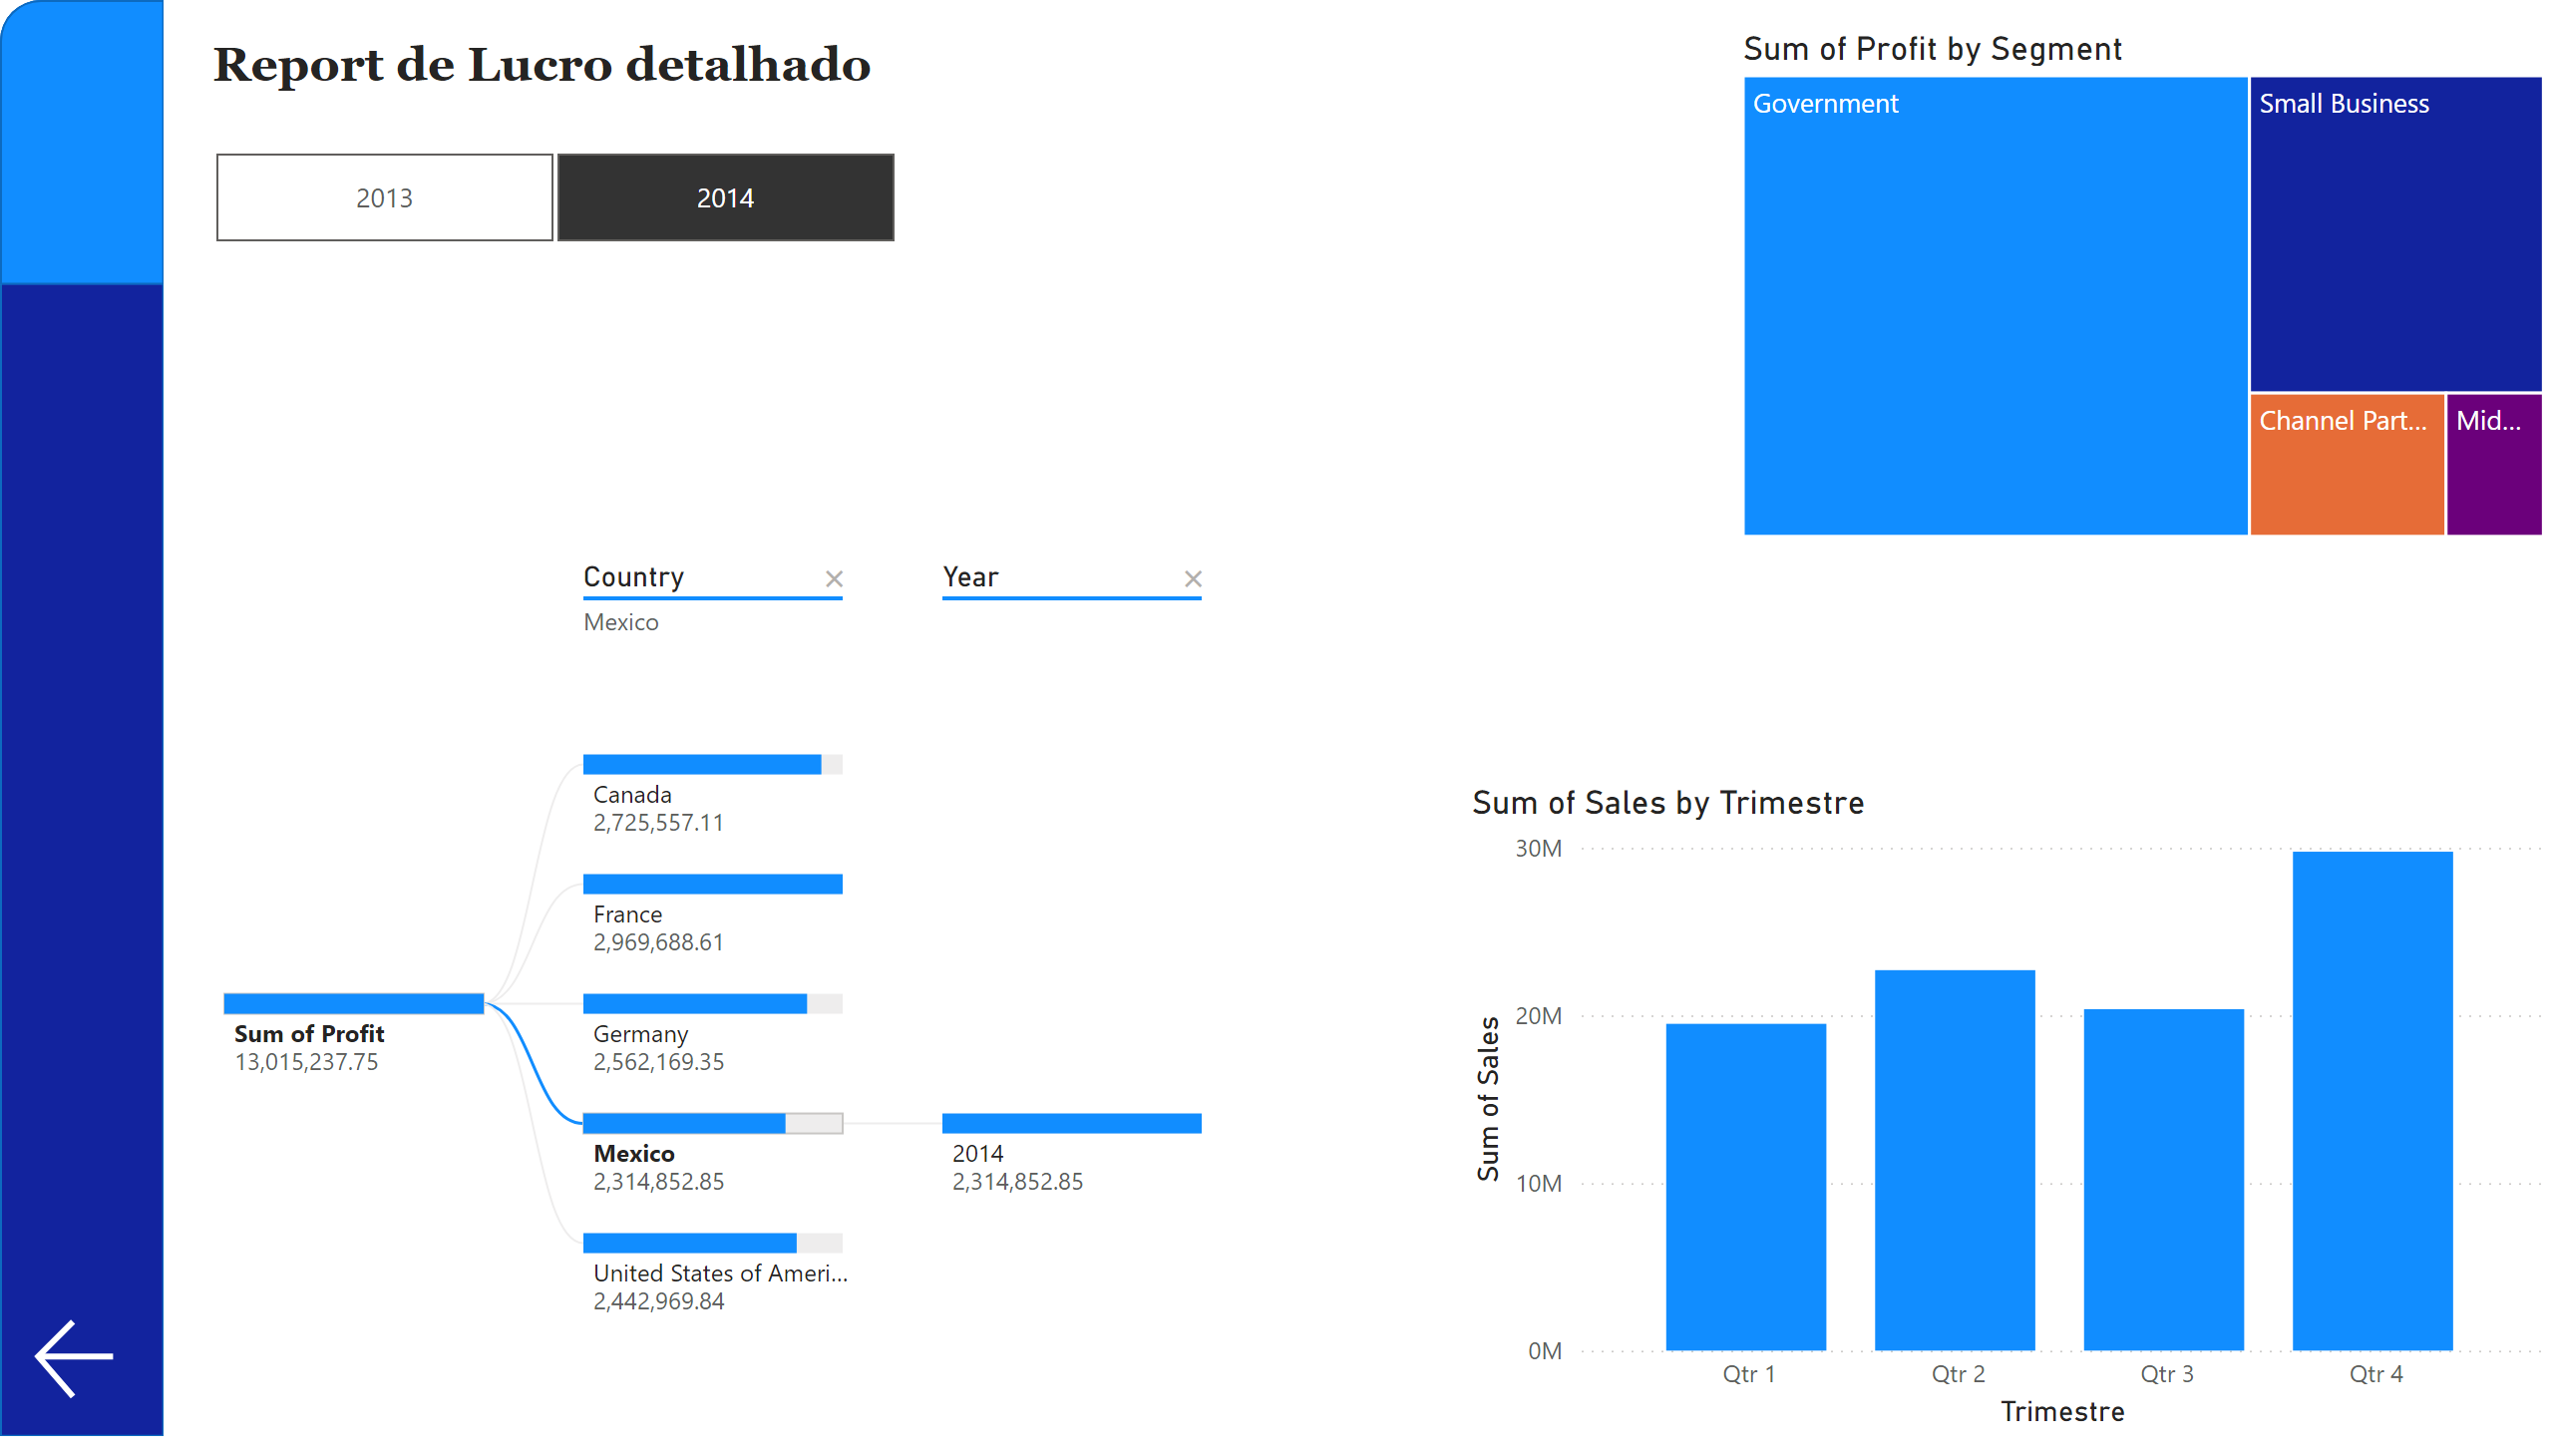 Report de Lucro detalhado
2013
2014
Sum of Profit by Segment
Government
Small Business
Channel Part...
Mid...
Country
Mexico
Year
Canada
2,725,557.11
France
2,969,688.61
Sum of Profit
13,015,237.75
Germany
2,562,169.35
Mexico
2,314,852.85
2014
2,314,852.85
United States of Ameri...
2,442,969.84
Sum of Sales by Trimestre
30M
20M
10M
0M
Sum of Sales
Qtr 1
Qtr 2
Qtr 3
Qtr 4
Trimestre